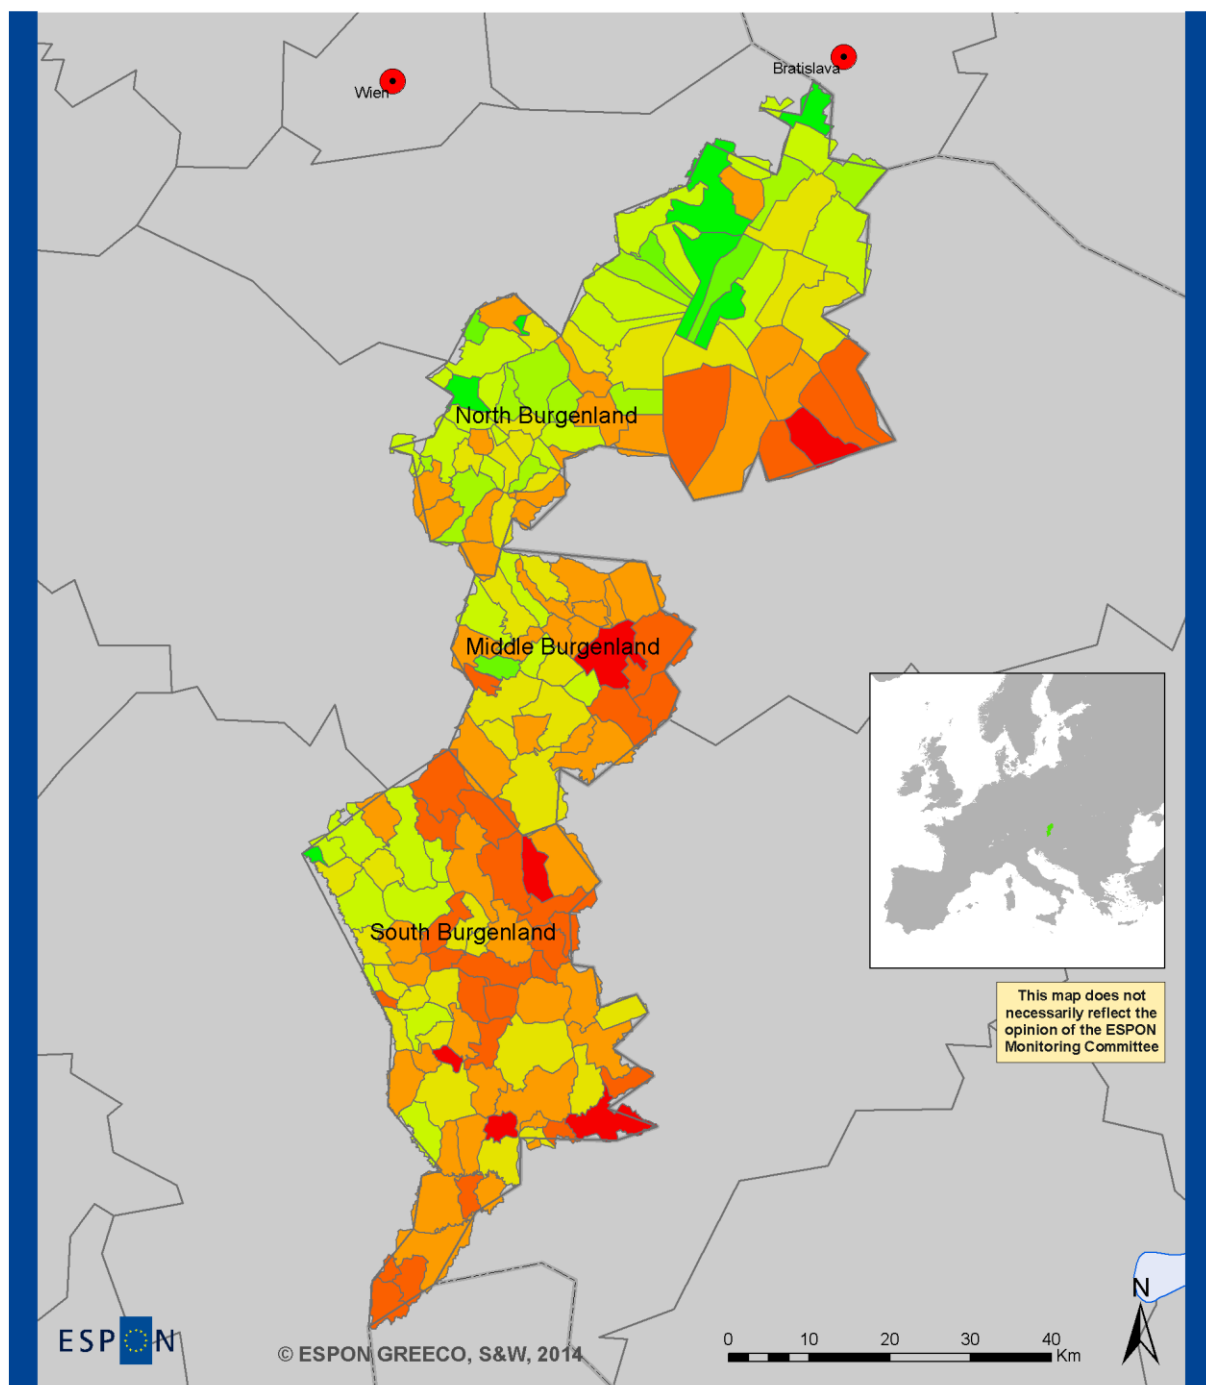 Bratislava
Wien
North Burgenland
Middle Burgenland
South Burgenland
This map does not
necessarily reflect the
opinion of the ESPON
Monitoring Committee
N
ESPON
© ESPON GREECO, S&W, 2014
0 10 20 30 40
Km